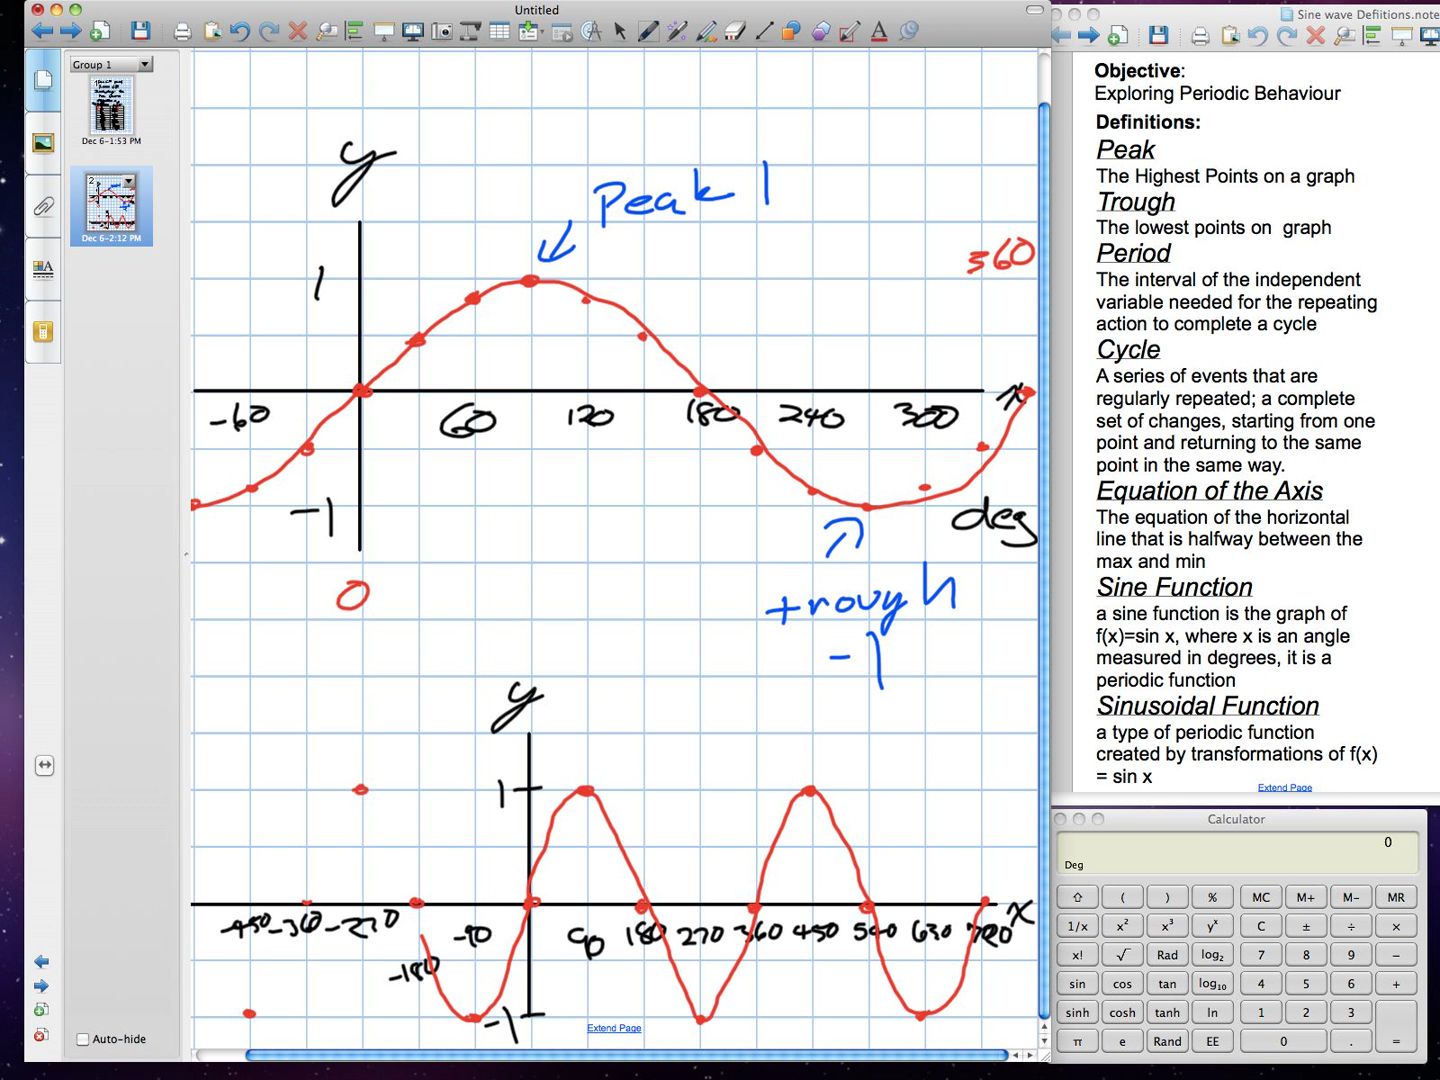 Untitled
Sine wave Defiitions.note
Group 1
Dec 6-1:53 PM
2
Dec 6-2:12 PM
y
Peak 1
360
1
-60 60 120 180 240 300 x
-1
deg
0
trough
-1
y
1
-450 -360 -270 -90 90 180 270 360 450 540 630 720 x
-180
-1
Extend Page
Auto-hide
Objective:
Exploring Periodic Behaviour
Definitions:
Peak
The Highest Points on a graph
Trough
The lowest points on graph
Period
The interval of the independent
variable needed for the repeating
action to complete a cycle
Cycle
A series of events that are
regularly repeated; a complete
set of changes, starting from one
point and returning to the same
point in the same way.
Equation of the Axis
The equation of the horizontal
line that is halfway between the
max and min
Sine Function
a sine function is the graph of
f(x)=sin x, where x is an angle
measured in degrees, it is a
periodic function
Sinusoidal Function
a type of periodic function
created by transformations of f(x)
= sin x
Extend Page
Calculator
0
Deg
( ) % MC M+ M- MR
1/x x² x³ yˣ C ± ÷ ×
x! √ Rad log₂ 7 8 9 −
sin cos tan log₁₀ 4 5 6 +
sinh cosh tanh ln 1 2 3
π e Rand EE 0 . =